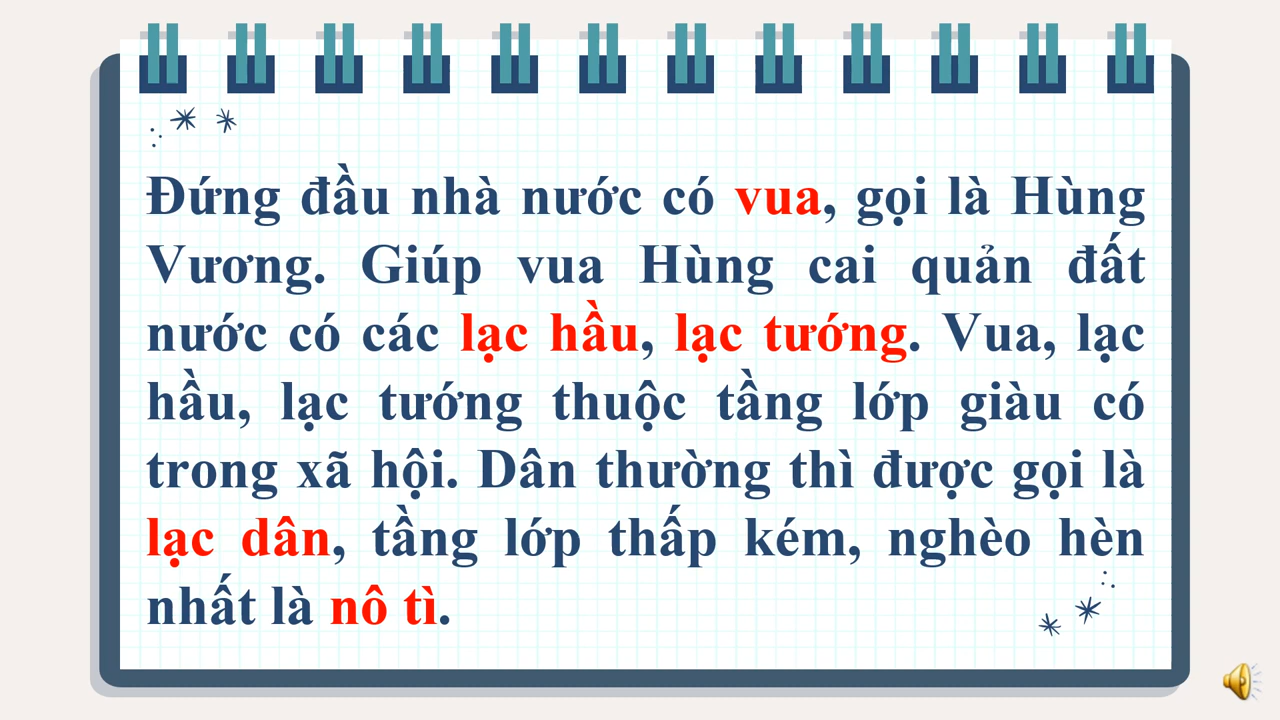 Đứng đầu nhà nước có vua, gọi là Hùng
Vương. Giúp vua Hùng cai quản đất
nước có các lạc hầu, lạc tướng. Vua, lạc
hầu, lạc tướng thuộc tầng lớp giàu có
trong xã hội. Dân thường thì được gọi là
lạc dân, tầng lớp thấp kém, nghèo hèn
nhất là nô tì.